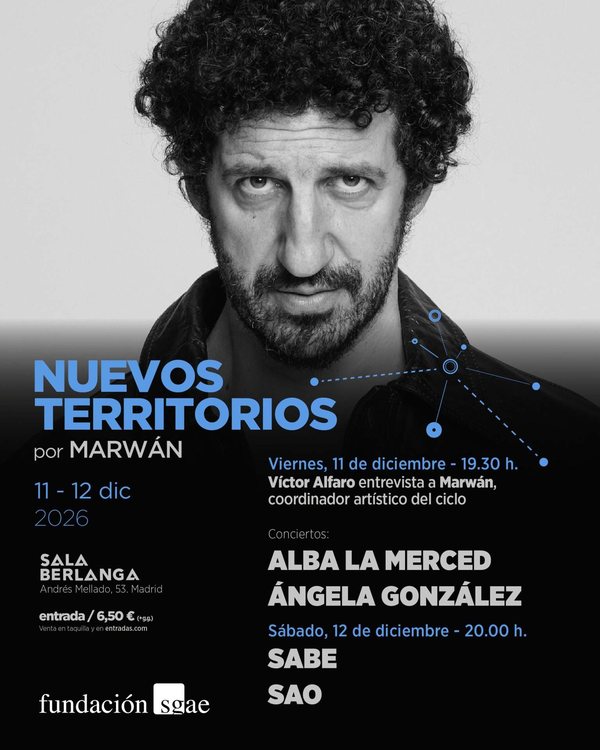 NUEVOS
TERRITORIOS
por MARWÁN
11 - 12 dic
2026
SALA
BERLANGA
Andrés Mellado, 53. Madrid
entrada / 6,50 € (+g.g.)
Venta en taquilla y en entradas.com
fundación sgae
Viernes, 11 de diciembre - 19.30 h.
Víctor Alfaro entrevista a Marwán,
coordinador artístico del ciclo
Conciertos:
ALBA LA MERCED
ÁNGELA GONZÁLEZ
Sábado, 12 de diciembre - 20.00 h.
SABE
SAO